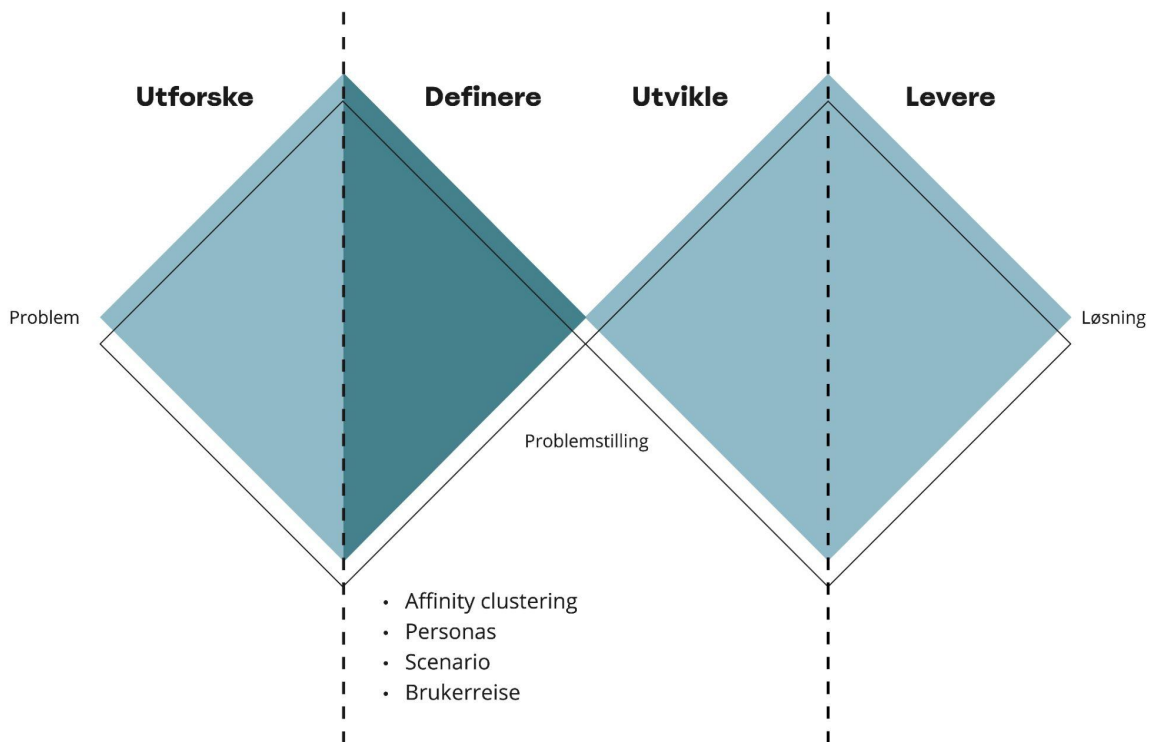 Utforske
Definere
Utvikle
Levere
Problem
Løsning
Problemstilling
• Affinity clustering
• Personas
• Scenario
• Brukerreise